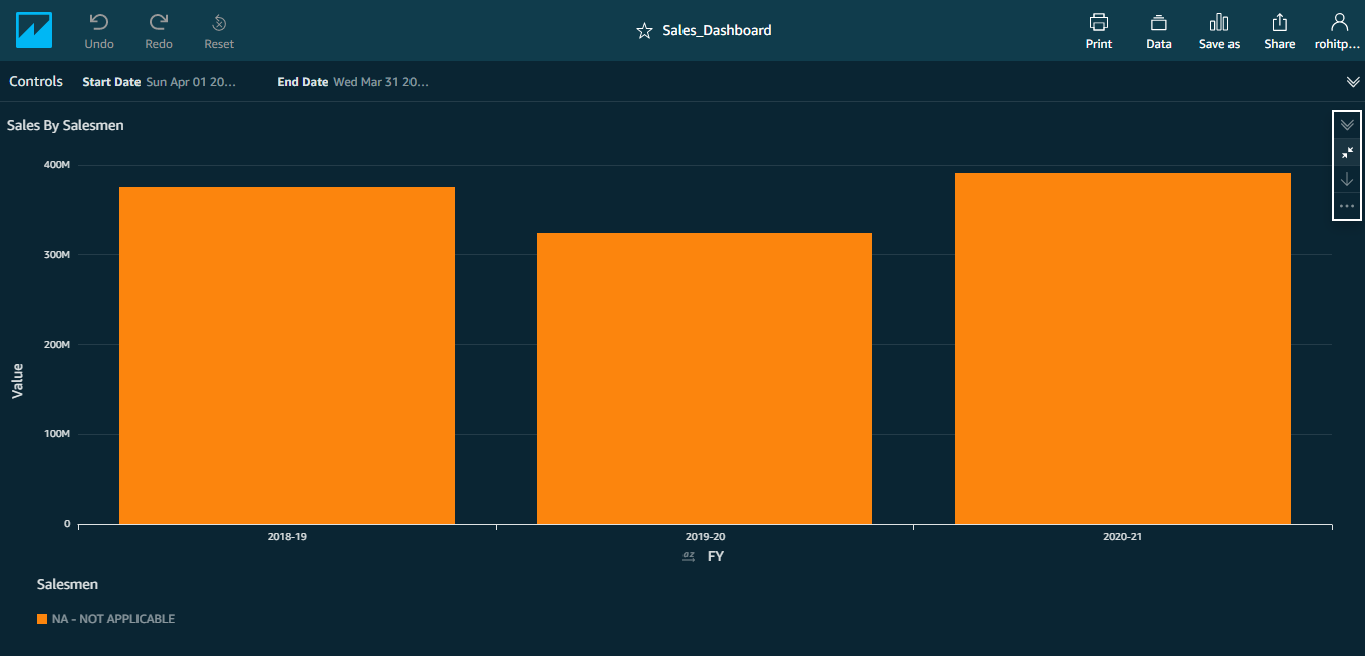 Undo Redo Reset ☆ Sales_Dashboard Print Data Save as Share rohitp...
Controls Start Date Sun Apr 01 20... End Date Wed Mar 31 20...
Sales By Salesmen
400M
300M
200M
100M
0
Value
2018-19 2019-20 2020-21
az FY
Salesmen
NA - NOT APPLICABLE